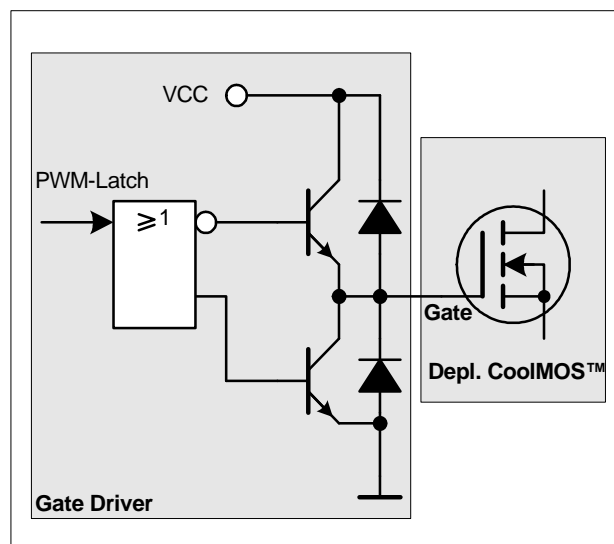 VCC
PWM-Latch
≥1
Gate
Depl. CoolMOS™
Gate Driver